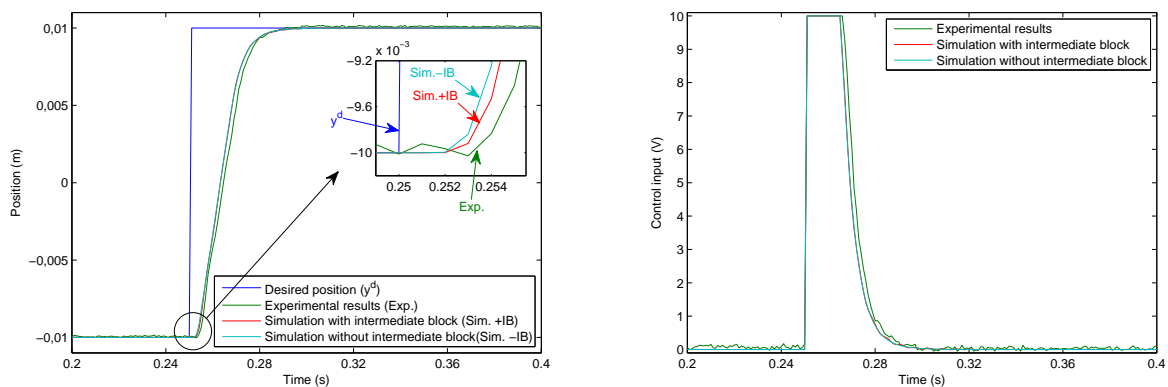 0,01
0,005
0
−0,005
−0,01
Position (m)
0.2
0.24
0.28
0.32
0.36
0.4
Time (s)
x 10⁻³
−9.2
−9.6
−10
0.25
0.252
0.254
Sim.−IB
Sim.+IB
yᵈ
Exp.
Desired position (yᵈ)
Experimental results (Exp.)
Simulation with intermediate block (Sim. +IB)
Simulation without intermediate block(Sim. −IB)
10
9
8
7
6
5
4
3
2
1
0
Control input (V)
0.2
0.24
0.28
0.32
0.36
0.4
Time (s)
Experimental results
Simulation with intermediate block
Simulation without intermediate block